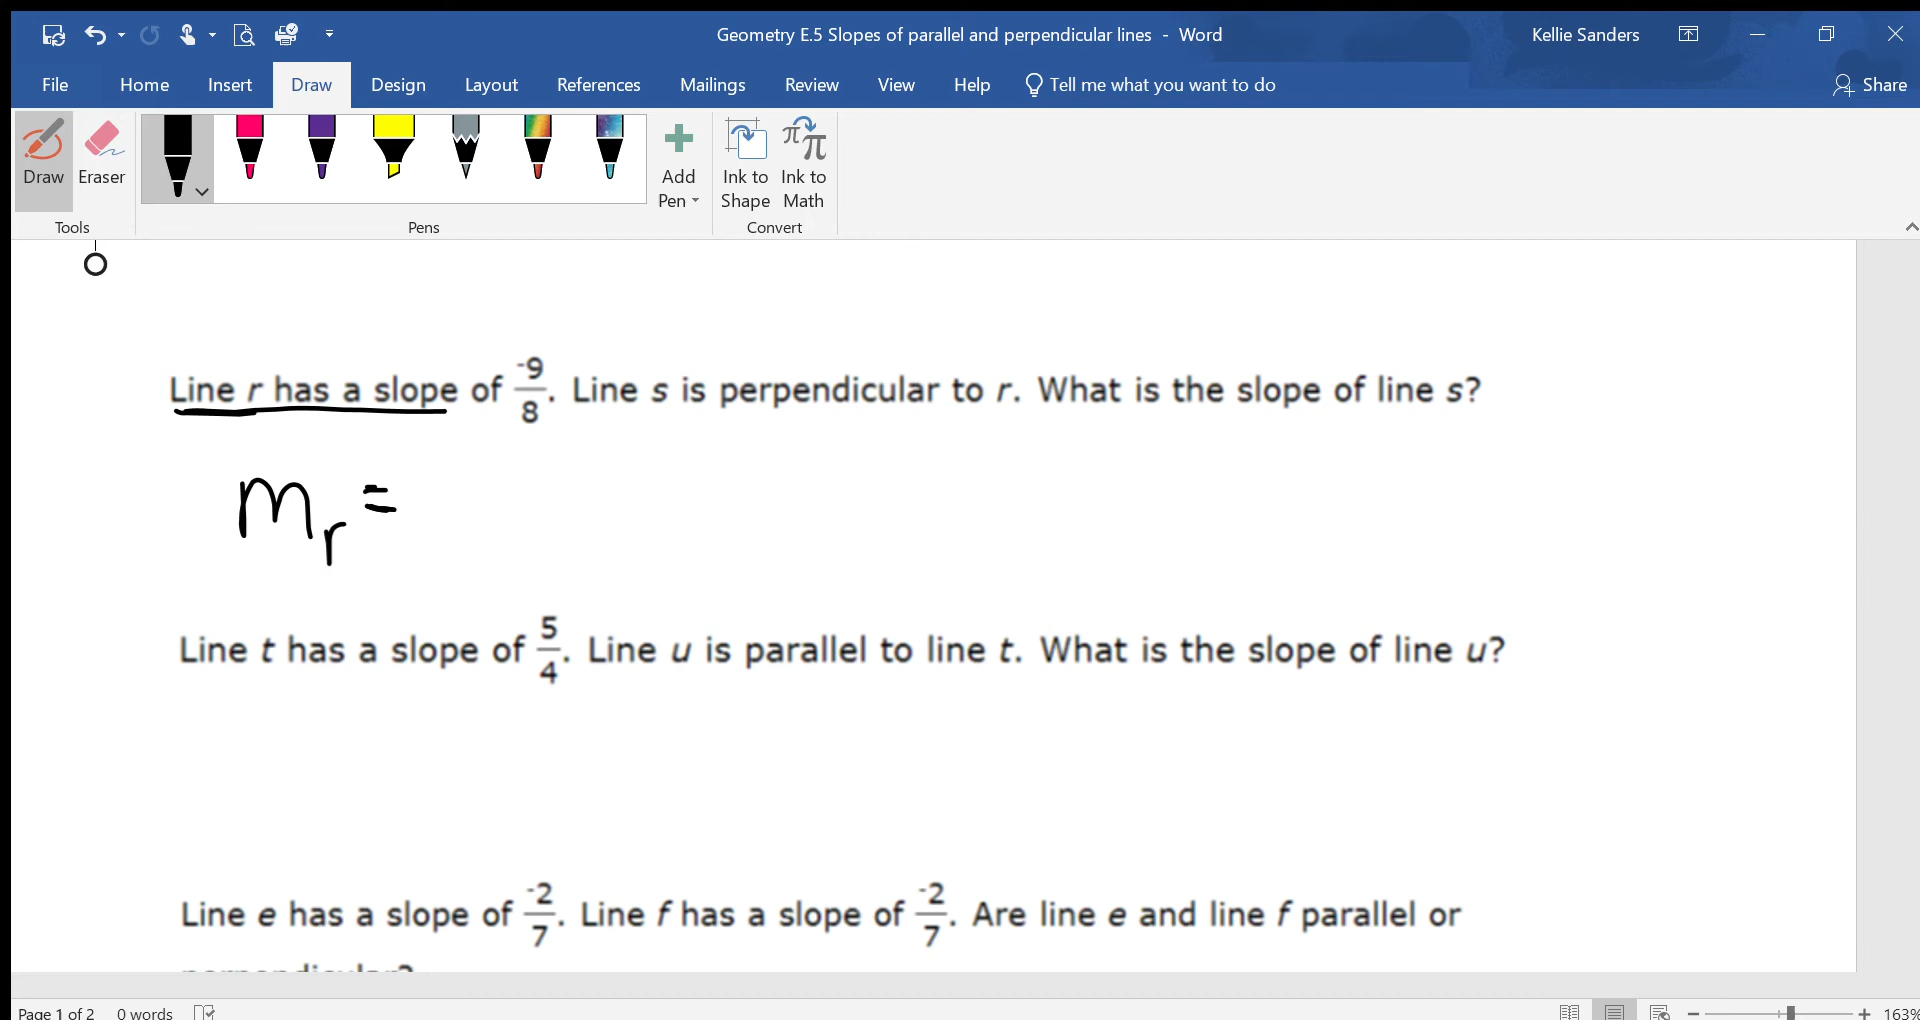 Geometry E.5 Slopes of parallel and perpendicular lines - Word
Kellie Sanders
File Home Insert Draw Design Layout References Mailings Review View Help Tell me what you want to do Share
Draw Eraser
Add Pen
Ink to Shape
Ink to Math
Tools Pens Convert
Line r has a slope of -9/8. Line s is perpendicular to r. What is the slope of line s?
m_r =
Line t has a slope of 5/4. Line u is parallel to line t. What is the slope of line u?
Line e has a slope of -2/7. Line f has a slope of -2/7. Are line e and line f parallel or
perpendicular?
Page 1 of 2 0 words 163%